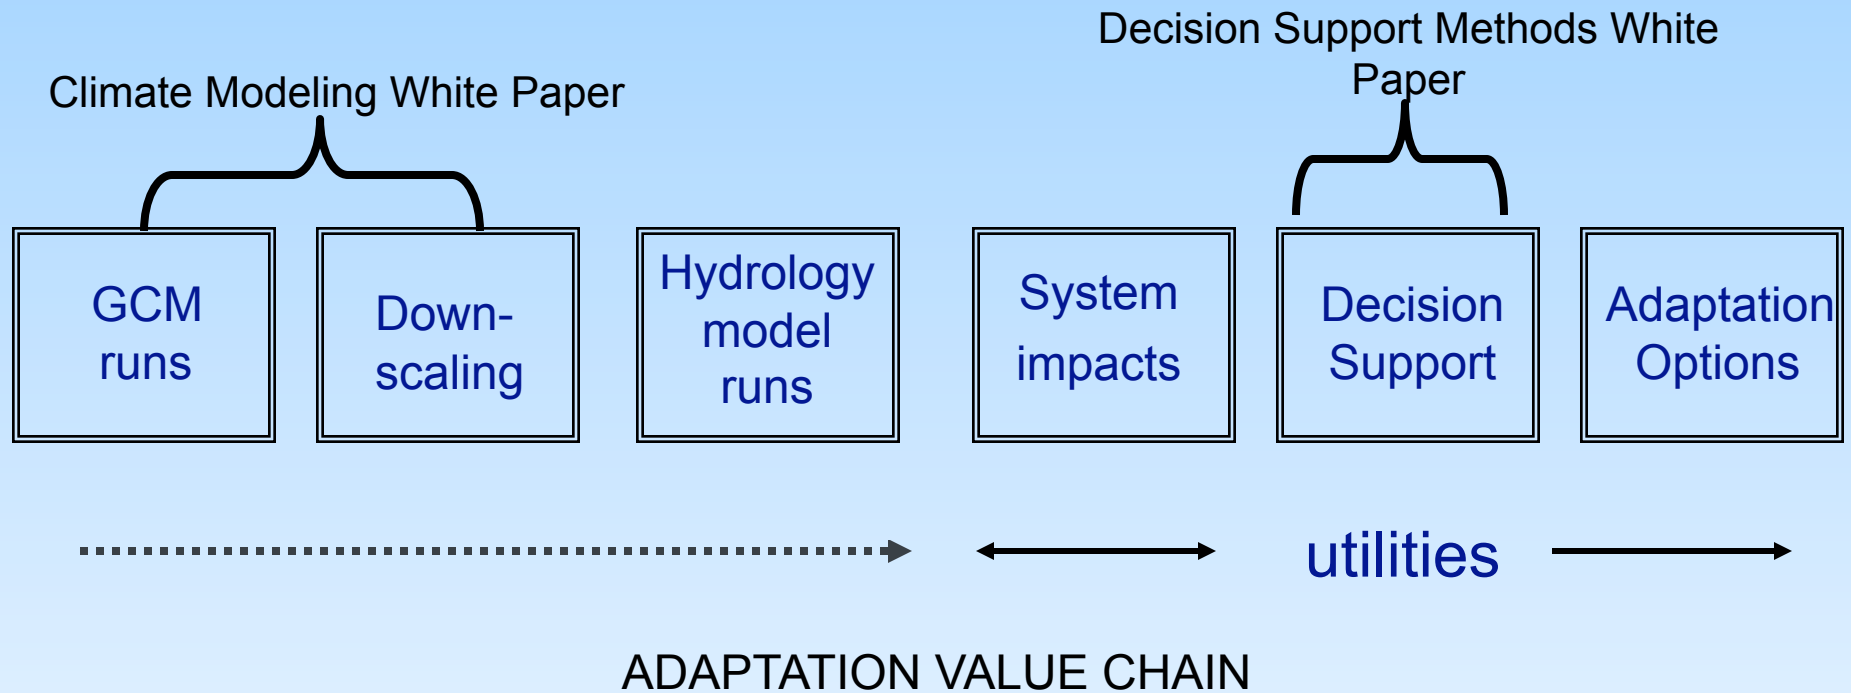 Decision Support Methods White
Paper
Climate Modeling White Paper
GCM
runs
Down-
scaling
Hydrology
model
runs
System
impacts
Decision
Support
Adaptation
Options
utilities
ADAPTATION VALUE CHAIN